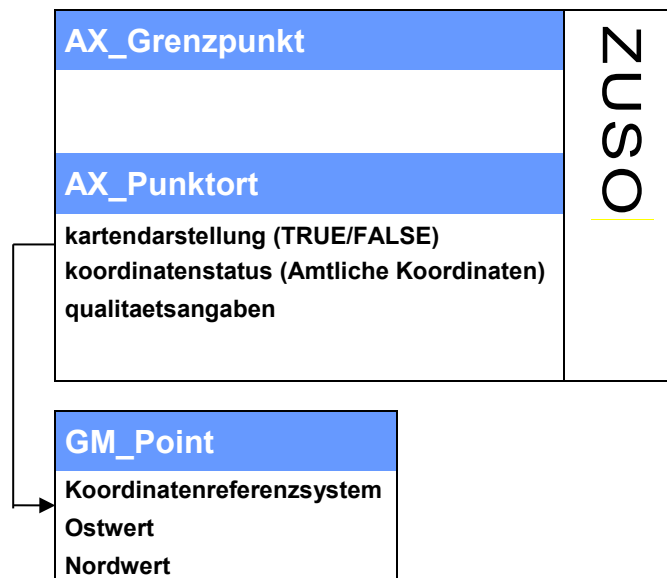 AX_Grenzpunkt
ZUSO
AX_Punktort
kartendarstellung (TRUE/FALSE)
koordinatenstatus (Amtliche Koordinaten)
qualitaetsangaben
GM_Point
Koordinatenreferenzsystem
Ostwert
Nordwert